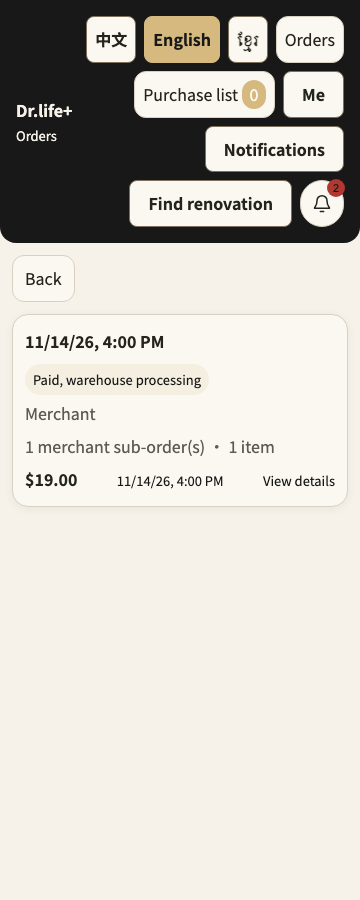 中文 English ខ្មែរ Orders
Purchase list 0 Me
Dr.life+
Orders
Notifications
Find renovation 2
Back
11/14/26, 4:00 PM
Paid, warehouse processing
Merchant
1 merchant sub-order(s) • 1 item
$19.00 11/14/26, 4:00 PM View details